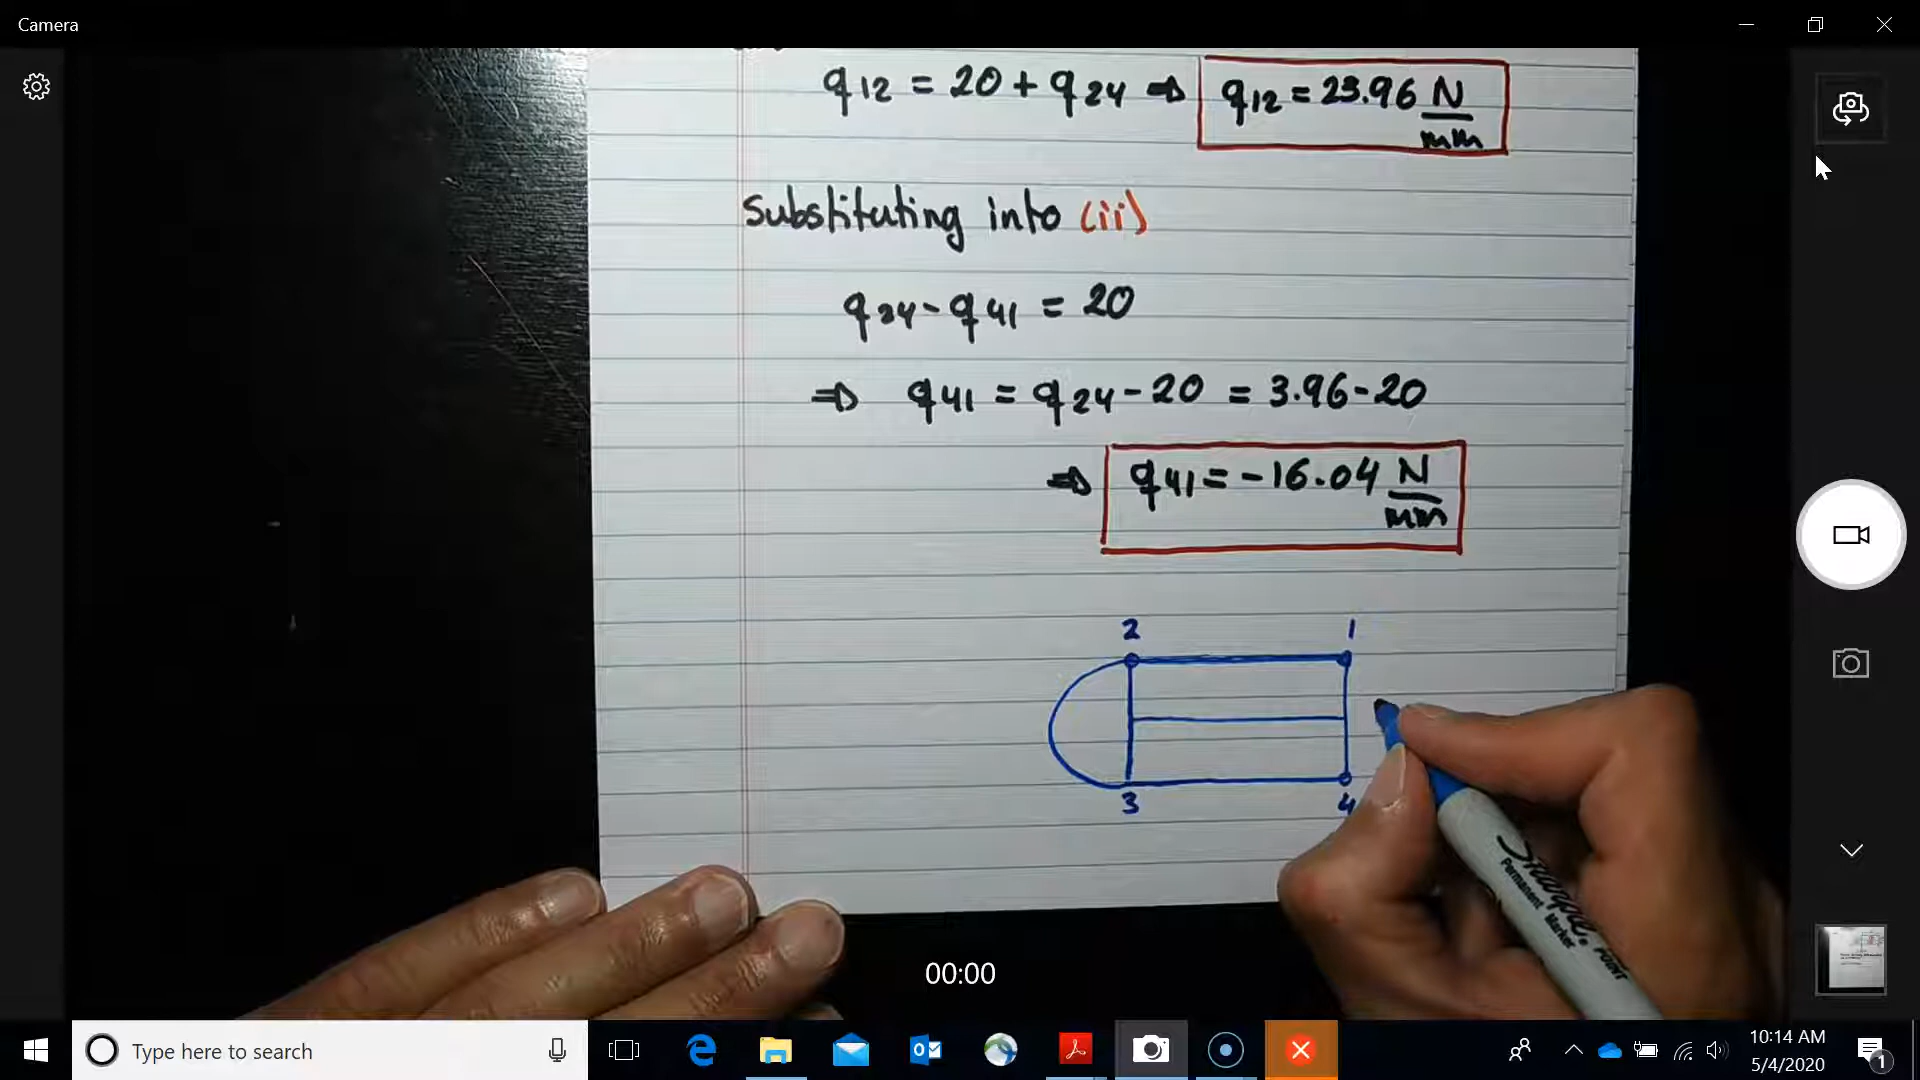 Camera
q12 = 20 + q24 ⇒ q12 = 23.96 N/mm
Substituting into (ii)
q24 - q41 = 20
⇒ q41 = q24 - 20 = 3.96 - 20
⇒ q41 = -16.04 N/mm
2 1
3 4
Sharpie.
Permanent Marker
POINT
00:00
Type here to search
10:14 AM
5/4/2020
1